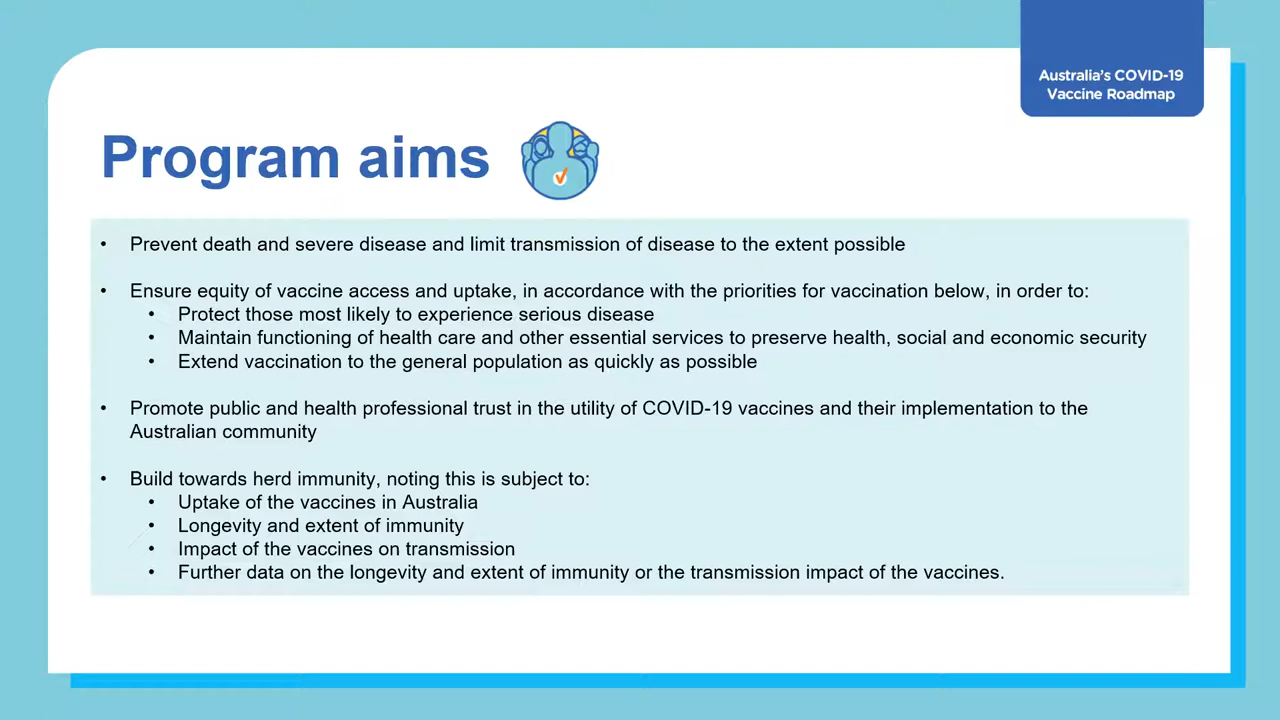 Australia's COVID-19
Vaccine Roadmap
Program aims
• Prevent death and severe disease and limit transmission of disease to the extent possible
• Ensure equity of vaccine access and uptake, in accordance with the priorities for vaccination below, in order to:
• Protect those most likely to experience serious disease
• Maintain functioning of health care and other essential services to preserve health, social and economic security
• Extend vaccination to the general population as quickly as possible
• Promote public and health professional trust in the utility of COVID-19 vaccines and their implementation to the
Australian community
• Build towards herd immunity, noting this is subject to:
• Uptake of the vaccines in Australia
• Longevity and extent of immunity
• Impact of the vaccines on transmission
• Further data on the longevity and extent of immunity or the transmission impact of the vaccines.